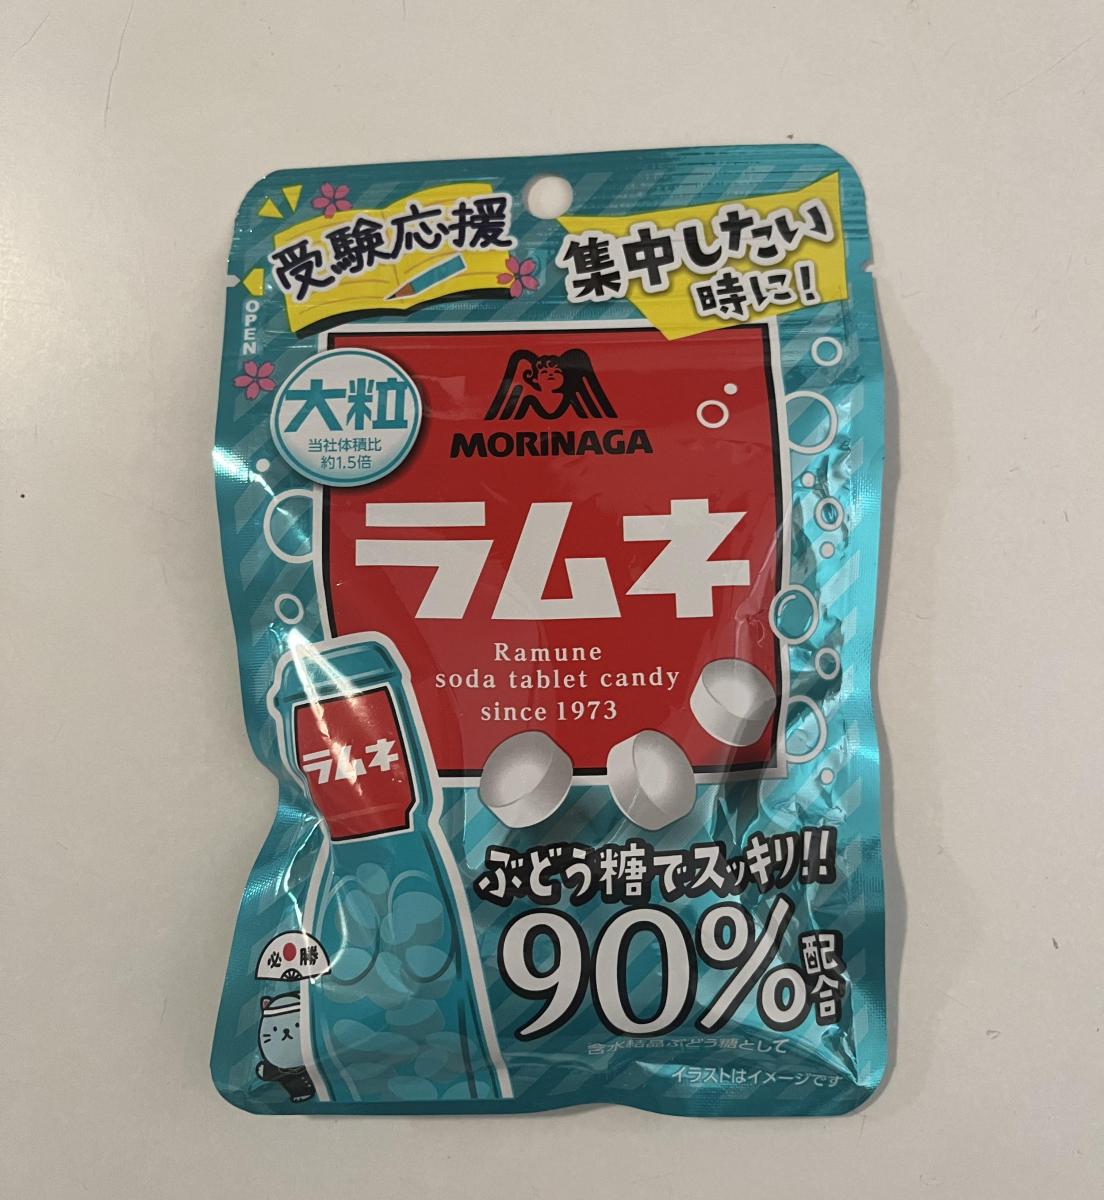 受験応援
集中したい
時に!
OPEN
大粒
当社体積比
約1.5倍
MORINAGA
ラムネ
Ramune
soda tablet candy
since 1973
ラムネ
ぶどう糖でスッキリ!!
90%配合
必勝
含水結晶ぶどう糖として
イラストはイメージです